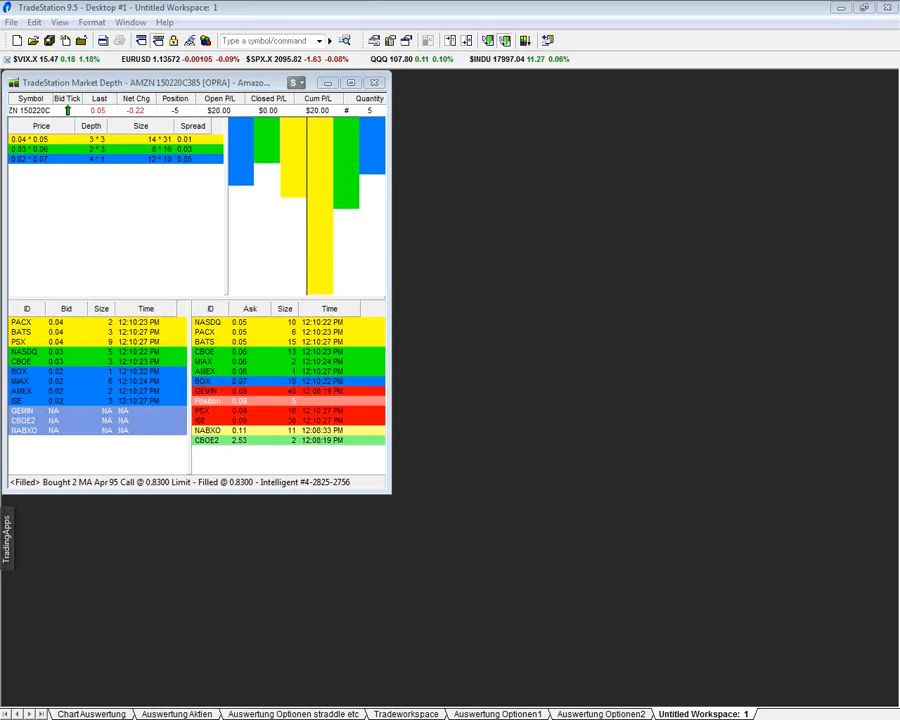 TradeStation 9.5 - Desktop #1 - Untitled Workspace: 1
File Edit View Format Window Help
Type a symbol/command
$VIX.X 15.47 0.18 1.18% EURUSD 1.13572 -0.00105 -0.09% $SPX.X 2095.82 -1.63 -0.08% QQQ 107.80 0.11 0.10% $INDU 17997.04 11.27 0.06%
TradeStation Market Depth - AMZN 150220C385 [OPRA] - Amazo... S
Symbol Bid Tick Last Net Chg Position Open P/L Closed P/L Cum P/L Quantity
ZN 150220C 0.05 -0.22 -5 $20.00 $0.00 $20.00 # 5
Price Depth Size Spread
0.04 * 0.05 3 * 3 14 * 31 0.01
0.03 * 0.06 2 * 3 8 * 16 0.03
0.02 * 0.07 4 * 1 12 * 10 0.05
ID Bid Size Time ID Ask Size Time
PACX 0.04 2 12:10:23 PM NASDQ 0.05 10 12:10:22 PM
BATS 0.04 3 12:10:27 PM PACX 0.05 6 12:10:23 PM
PSX 0.04 9 12:10:27 PM BATS 0.05 15 12:10:27 PM
NASDQ 0.03 5 12:10:22 PM CBOE 0.06 13 12:10:23 PM
CBOE 0.03 3 12:10:27 PM MIAX 0.06 2 12:10:24 PM
BOX 0.02 1 12:10:22 PM AMEX 0.06 1 12:10:27 PM
MIAX 0.02 6 12:10:24 PM BOX 0.07 10 12:10:22 PM
AMEX 0.02 2 12:10:27 PM GEMIN 0.09 40 12:08:19 PM
ISE 0.02 3 12:10:27 PM Position 0.09 5
GEMIN NA NA NA PSX 0.09 16 12:10:27 PM
CBOE2 NA NA NA ISE 0.09 36 12:10:27 PM
NABXO NA NA NA NABXO 0.11 11 12:08:33 PM
CBOE2 2.53 2 12:08:19 PM
<Filled> Bought 2 MA Apr 95 Call @ 0.8300 Limit - Filled @ 0.8300 - Intelligent #4-2825-2756
TradingApps
Chart Auswertung Auswertung Aktien Auswertung Optionen straddle etc Tradeworkspace Auswertung Optionen1 Auswertung Optionen2 Untitled Workspace: 1